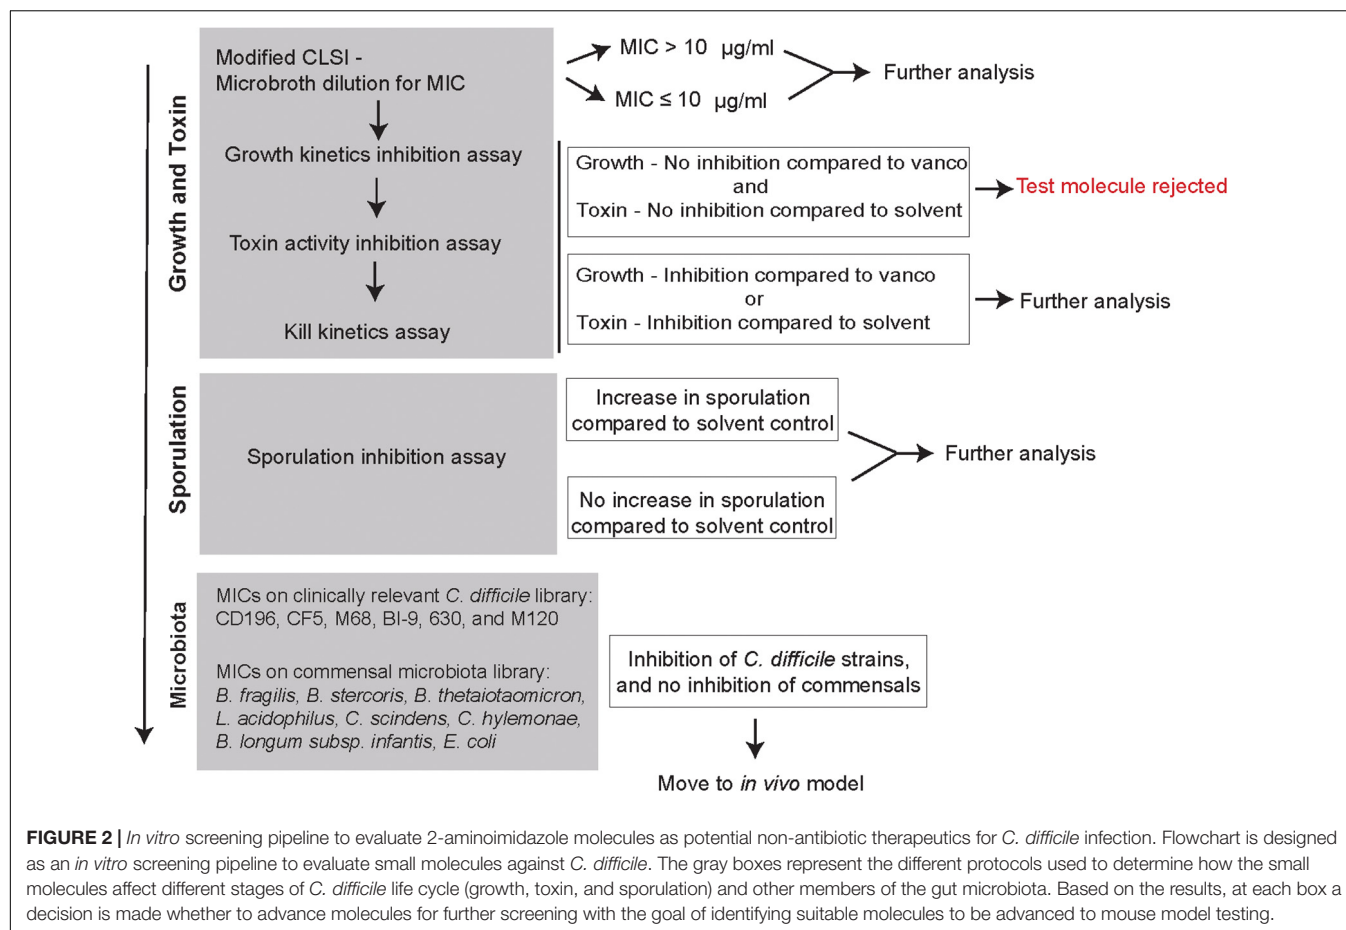 Modified CLSI -
Microbroth dilution for MIC
MIC > 10 µg/ml
MIC ≤ 10 µg/ml
Further analysis
Growth and Toxin
Growth kinetics inhibition assay
Toxin activity inhibition assay
Kill kinetics assay
Growth - No inhibition compared to vanco
and
Toxin - No inhibition compared to solvent
Test molecule rejected
Growth - Inhibition compared to vanco
or
Toxin - Inhibition compared to solvent
Further analysis
Sporulation
Sporulation inhibition assay
Increase in sporulation
compared to solvent control
No increase in sporulation
compared to solvent control
Further analysis
Microbiota
MICs on clinically relevant C. difficile library:
CD196, CF5, M68, BI-9, 630, and M120
MICs on commensal microbiota library:
B. fragilis, B. stercoris, B. thetaiotaomicron,
L. acidophilus, C. scindens, C. hylemonae,
B. longum subsp. infantis, E. coli
Inhibition of C. difficile strains,
and no inhibition of commensals
Move to in vivo model
FIGURE 2 | In vitro screening pipeline to evaluate 2-aminoimidazole molecules as potential non-antibiotic therapeutics for C. difficile infection. Flowchart is designed
as an in vitro screening pipeline to evaluate small molecules against C. difficile. The gray boxes represent the different protocols used to determine how the small
molecules affect different stages of C. difficile life cycle (growth, toxin, and sporulation) and other members of the gut microbiota. Based on the results, at each box a
decision is made whether to advance molecules for further screening with the goal of identifying suitable molecules to be advanced to mouse model testing.